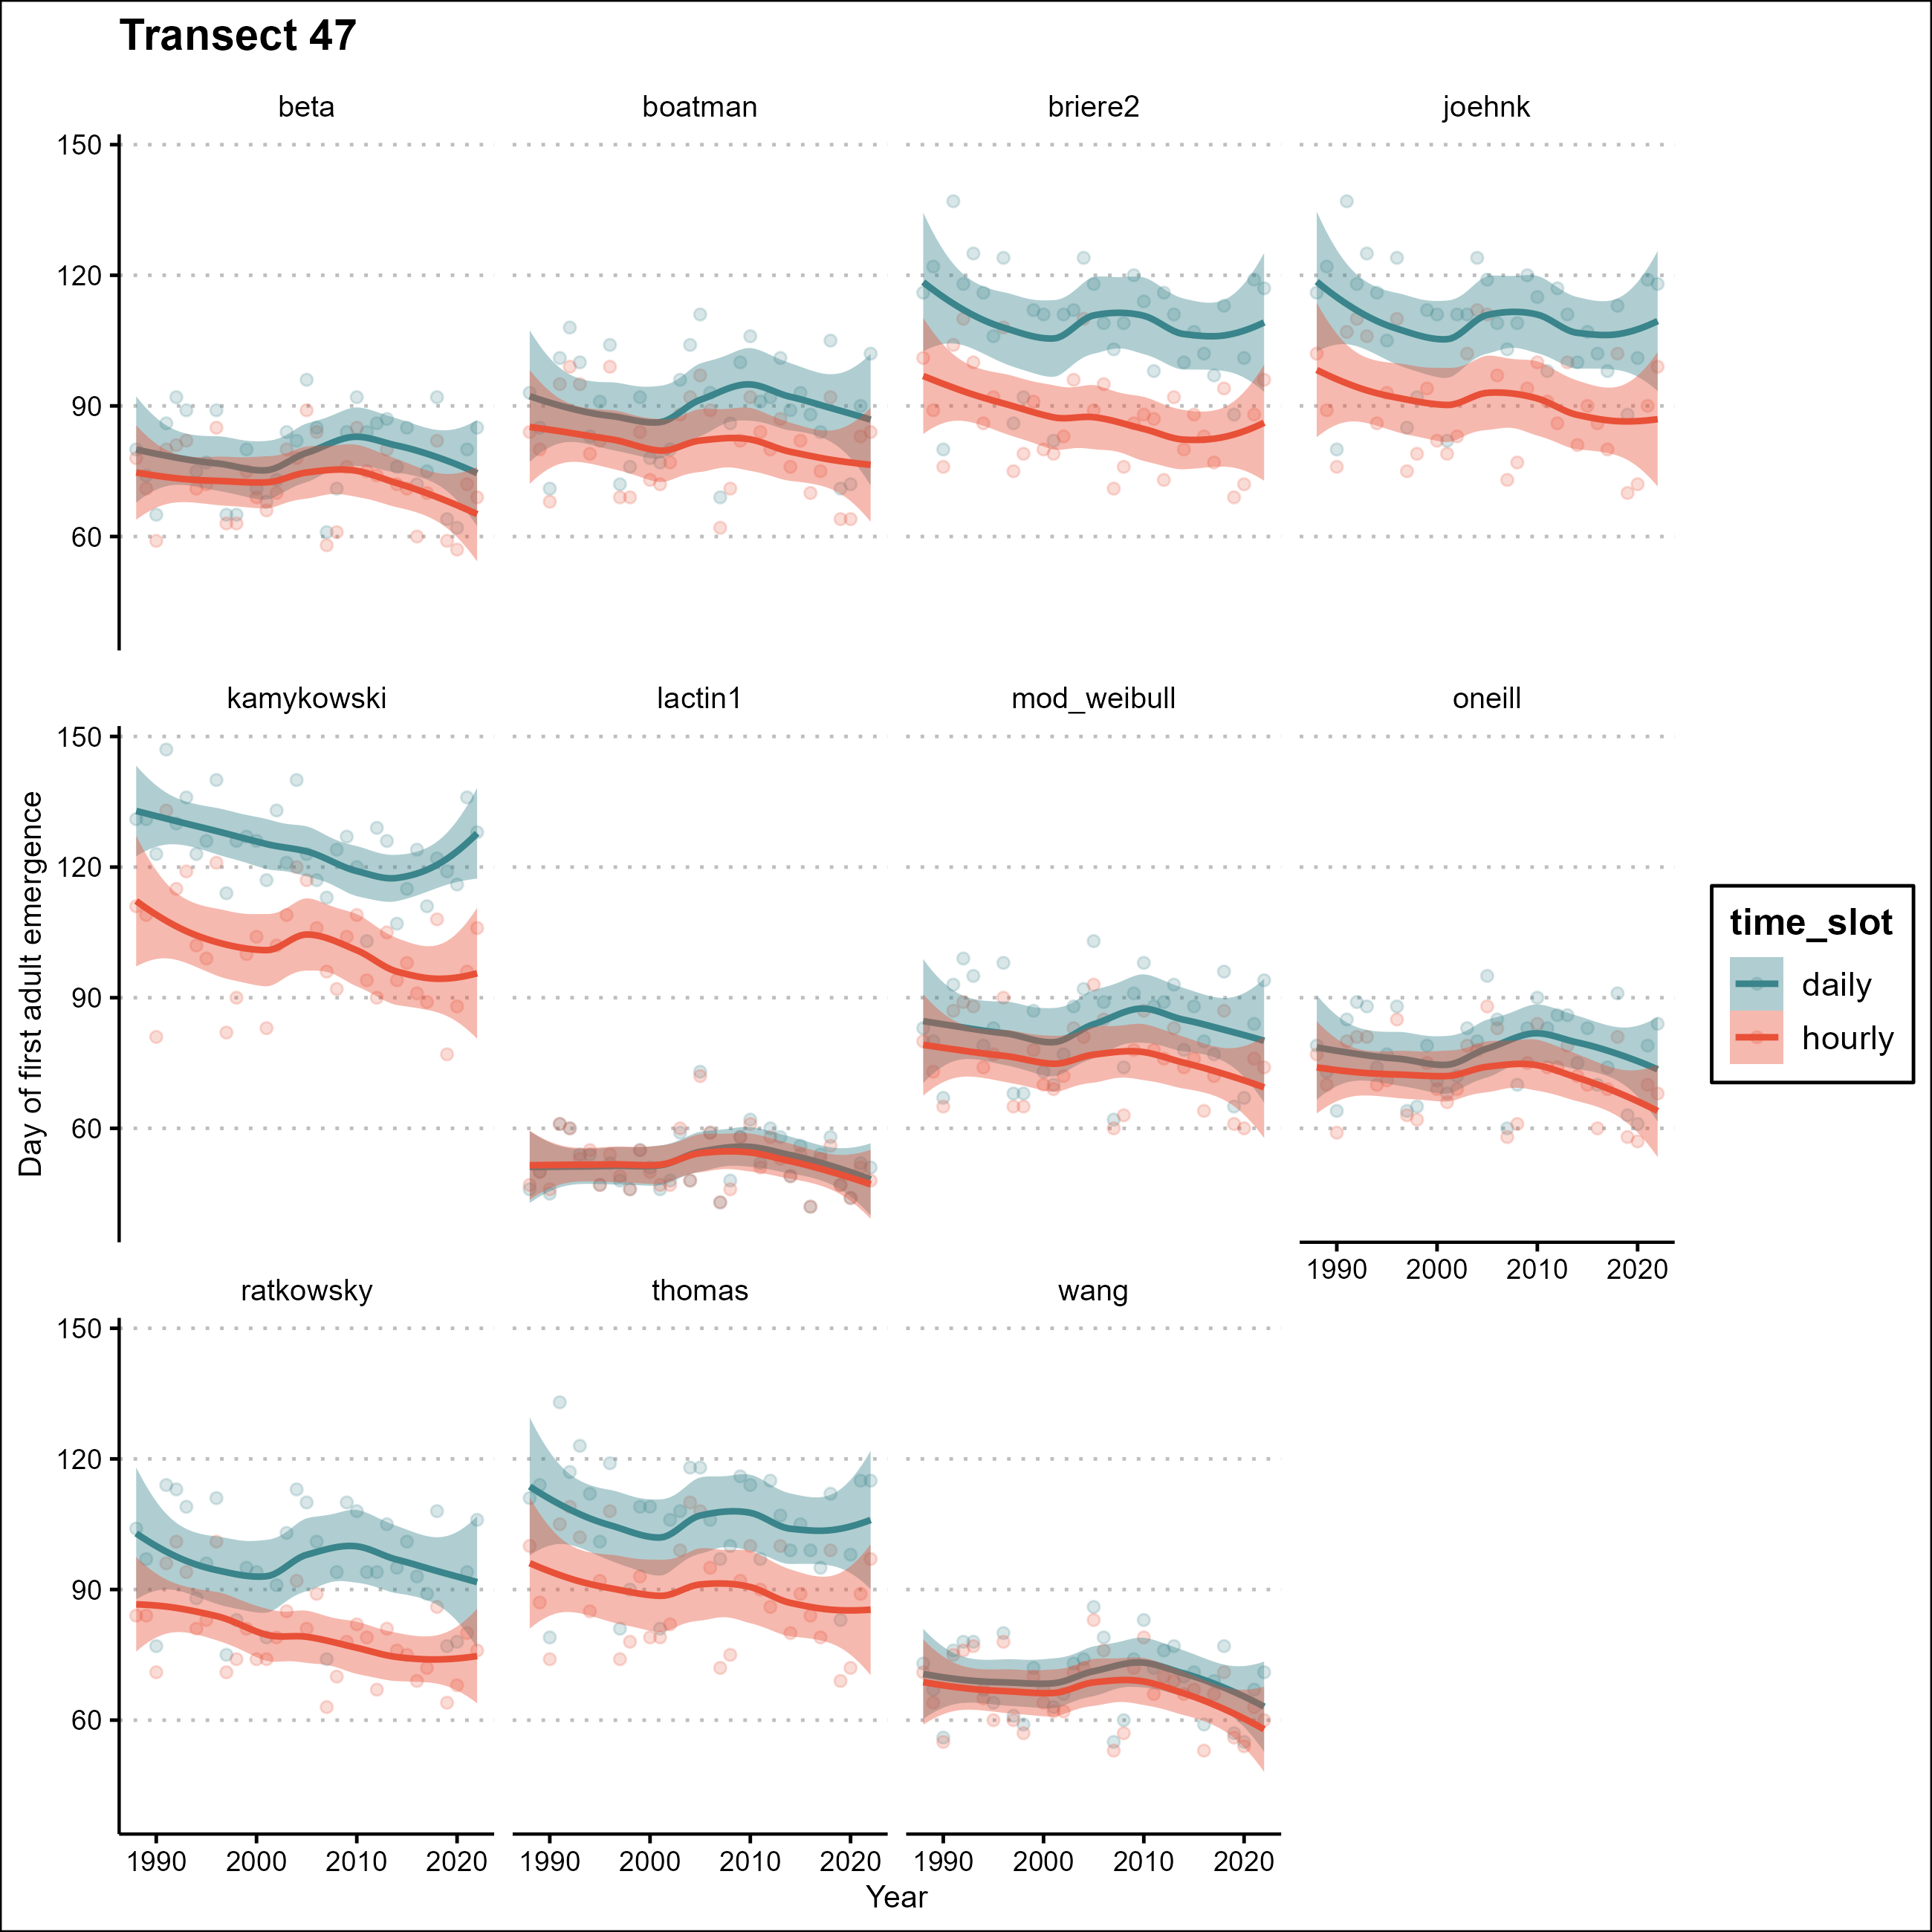 Transect 47
beta boatman briere2 joehnk
150
120
90
60
kamykowski lactin1 mod_weibull oneill
150
120
90
60
1990 2000 2010 2020
ratkowsky thomas wang
150
120
90
60
1990 2000 2010 2020 1990 2000 2010 2020 1990 2000 2010 2020
Year
Day of first adult emergence
time_slot
daily
hourly